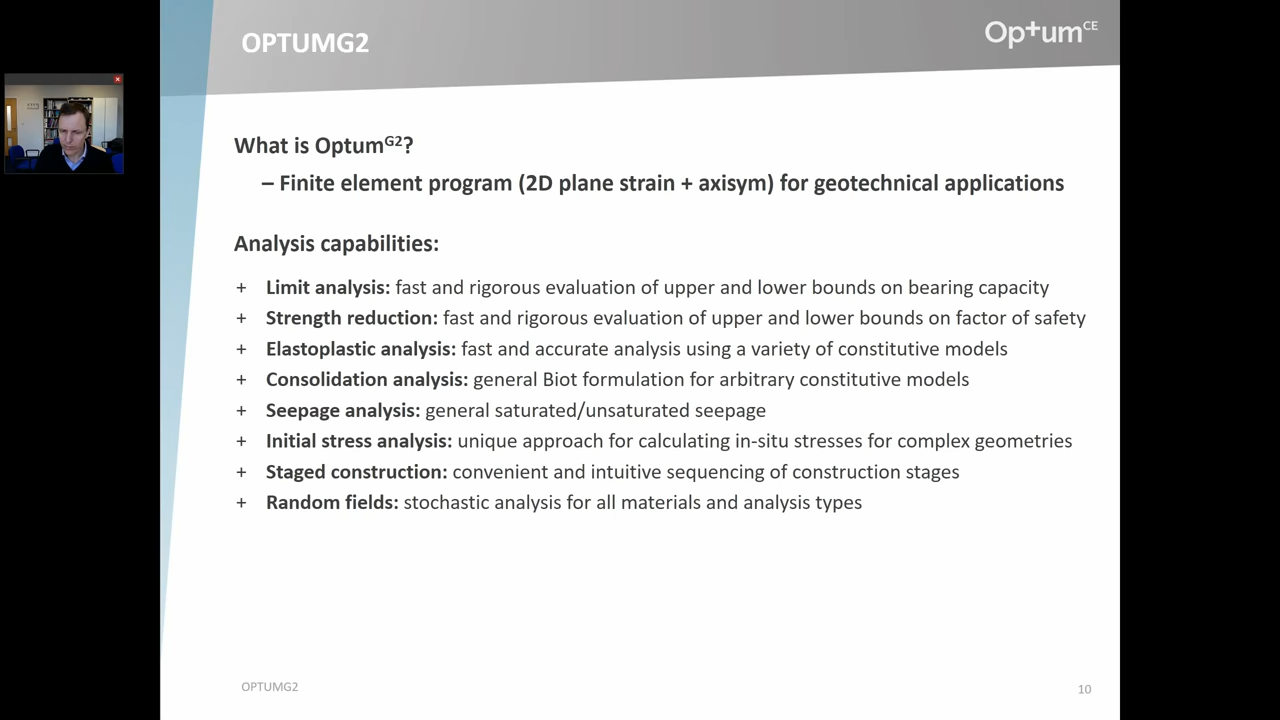 OPTUMG2
Op+umCE
What is OptumG2?
– Finite element program (2D plane strain + axisym) for geotechnical applications
Analysis capabilities:
+ Limit analysis: fast and rigorous evaluation of upper and lower bounds on bearing capacity
+ Strength reduction: fast and rigorous evaluation of upper and lower bounds on factor of safety
+ Elastoplastic analysis: fast and accurate analysis using a variety of constitutive models
+ Consolidation analysis: general Biot formulation for arbitrary constitutive models
+ Seepage analysis: general saturated/unsaturated seepage
+ Initial stress analysis: unique approach for calculating in-situ stresses for complex geometries
+ Staged construction: convenient and intuitive sequencing of construction stages
+ Random fields: stochastic analysis for all materials and analysis types
OPTUMG2
10